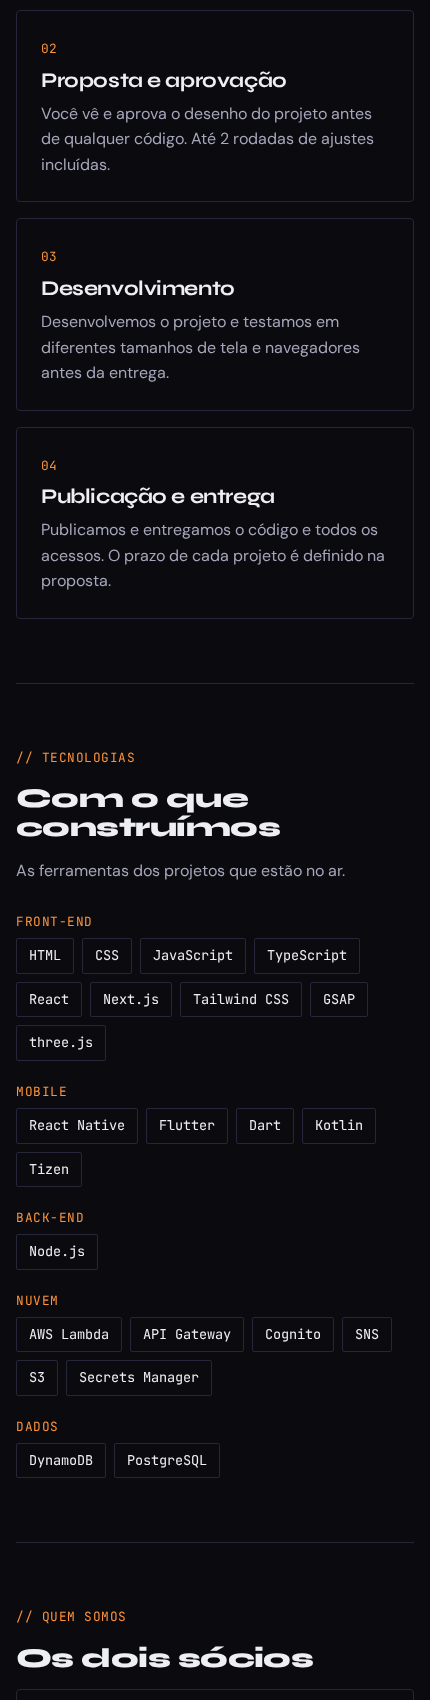 02
Proposta e aprovação
Você vê e aprova o desenho do projeto antes
de qualquer código. Até 2 rodadas de ajustes
incluídas.
03
Desenvolvimento
Desenvolvemos o projeto e testamos em
diferentes tamanhos de tela e navegadores
antes da entrega.
04
Publicação e entrega
Publicamos e entregamos o código e todos os
acessos. O prazo de cada projeto é definido na
proposta.
// TECNOLOGIAS
Com o que
construímos
As ferramentas dos projetos que estão no ar.
FRONT-END
HTML CSS JavaScript TypeScript
React Next.js Tailwind CSS GSAP
three.js
MOBILE
React Native Flutter Dart Kotlin
Tizen
BACK-END
Node.js
NUVEM
AWS Lambda API Gateway Cognito SNS
S3 Secrets Manager
DADOS
DynamoDB PostgreSQL
// QUEM SOMOS
Os dois sócios